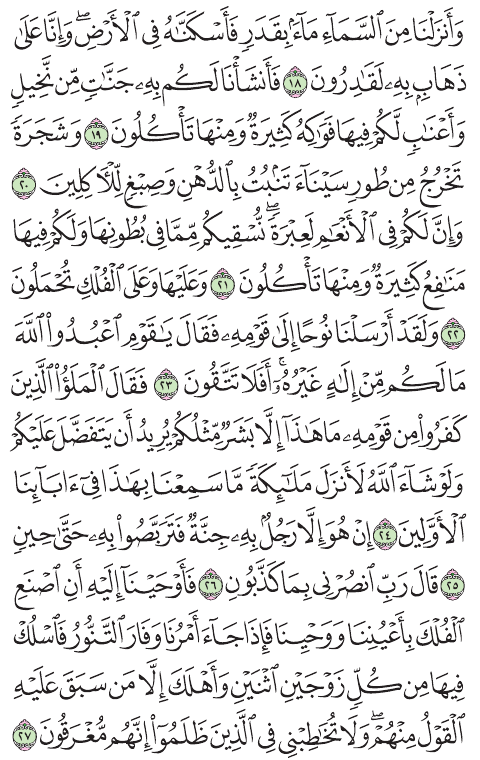 وَأَنزَلْنَا مِنَ ٱلسَّمَآءِ مَآءًۢ بِقَدَرٍ فَأَسْكَنَّٰهُ فِي ٱلْأَرْضِۖ وَإِنَّا عَلَىٰ
ذَهَابٍۭ بِهِۦ لَقَٰدِرُونَ ١٨ فَأَنشَأْنَا لَكُم بِهِۦ جَنَّٰتٍ مِّن نَّخِيلٍ
وَأَعْنَٰبٍ لَّكُمْ فِيهَا فَوَٰكِهُ كَثِيرَةٌ وَمِنْهَا تَأْكُلُونَ ١٩ وَشَجَرَةً
تَخْرُجُ مِن طُورِ سَيْنَآءَ تَنۢبُتُ بِٱلدُّهْنِ وَصِبْغٍ لِّلْأٓكِلِينَ ٢٠
وَإِنَّ لَكُمْ فِي ٱلْأَنْعَٰمِ لَعِبْرَةًۖ نُّسْقِيكُم مِّمَّا فِي بُطُونِهَا وَلَكُمْ فِيهَا
مَنَٰفِعُ كَثِيرَةٌ وَمِنْهَا تَأْكُلُونَ ٢١ وَعَلَيْهَا وَعَلَى ٱلْفُلْكِ تُحْمَلُونَ
٢٢ وَلَقَدْ أَرْسَلْنَا نُوحًا إِلَىٰ قَوْمِهِۦ فَقَالَ يَٰقَوْمِ ٱعْبُدُوا۟ ٱللَّهَ
مَا لَكُم مِّنْ إِلَٰهٍ غَيْرُهُۥٓۚ أَفَلَا تَتَّقُونَ ٢٣ فَقَالَ ٱلْمَلَؤُا۟ ٱلَّذِينَ
كَفَرُوا۟ مِن قَوْمِهِۦ مَا هَٰذَآ إِلَّا بَشَرٌ مِّثْلُكُمْ يُرِيدُ أَن يَتَفَضَّلَ عَلَيْكُمْ
وَلَوْ شَآءَ ٱللَّهُ لَأَنزَلَ مَلَٰٓئِكَةً مَّا سَمِعْنَا بِهَٰذَا فِيٓ ءَابَآئِنَا
ٱلْأَوَّلِينَ ٢٤ إِنْ هُوَ إِلَّا رَجُلٌۢ بِهِۦ جِنَّةٌ فَتَرَبَّصُوا۟ بِهِۦ حَتَّىٰ حِينٍ
٢٥ قَالَ رَبِّ ٱنصُرْنِي بِمَا كَذَّبُونِ ٢٦ فَأَوْحَيْنَآ إِلَيْهِ أَنِ ٱصْنَعِ
ٱلْفُلْكَ بِأَعْيُنِنَا وَوَحْيِنَا فَإِذَا جَآءَ أَمْرُنَا وَفَارَ ٱلتَّنُّورُ فَٱسْلُكْ
فِيهَا مِن كُلٍّ زَوْجَيْنِ ٱثْنَيْنِ وَأَهْلَكَ إِلَّا مَن سَبَقَ عَلَيْهِ
ٱلْقَوْلُ مِنْهُمْۖ وَلَا تُخَٰطِبْنِي فِي ٱلَّذِينَ ظَلَمُوٓا۟ إِنَّهُم مُّغْرَقُونَ ٢٧